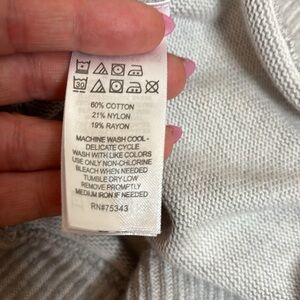 30
60% COTTON
21% NYLON
19% RAYON
MACHINE WASH COOL -
DELICATE CYCLE
WASH WITH LIKE COLORS
USE ONLY NON-CHLORINE
BLEACH WHEN NEEDED
TUMBLE DRY LOW
REMOVE PROMPTLY
MEDIUM IRON IF NEEDED
RN#75343